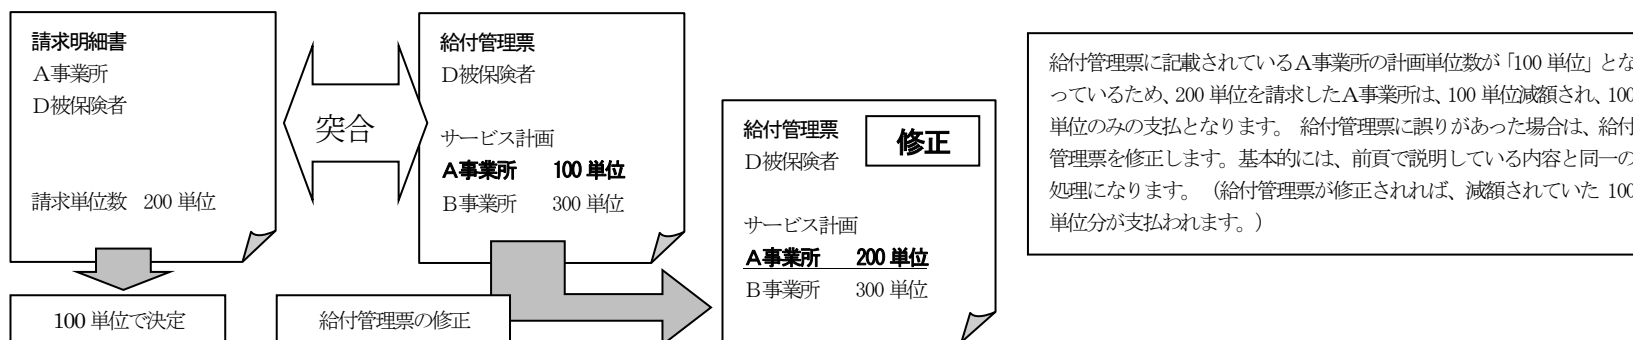 請求明細書
A事業所
D被保険者
請求単位数 200 単位
突合
給付管理票
D被保険者
サービス計画
A事業所 100 単位
B事業所 300 単位
100 単位で決定
給付管理票の修正
給付管理票
修正
D被保険者
サービス計画
A事業所 200 単位
B事業所 300 単位
給付管理票に記載されているA事業所の計画単位数が「100 単位」とな
っているため、200 単位を請求したA事業所は、100 単位減額され、100
単位のみの支払となります。 給付管理票に誤りがあった場合は、給付
管理票を修正します。基本的には、前頁で説明している内容と同一の
処理になります。 (給付管理票が修正されれば、減額されていた 100
単位分が支払われます。)